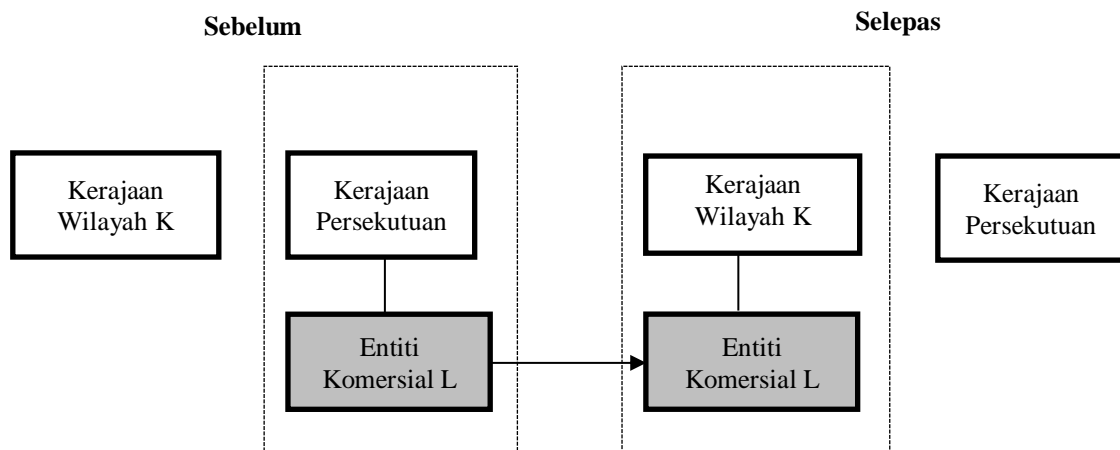 Sebelum
Selepas
Kerajaan
Wilayah K
Kerajaan
Persekutuan
Kerajaan
Wilayah K
Kerajaan
Persekutuan
Entiti
Komersial L
Entiti
Komersial L